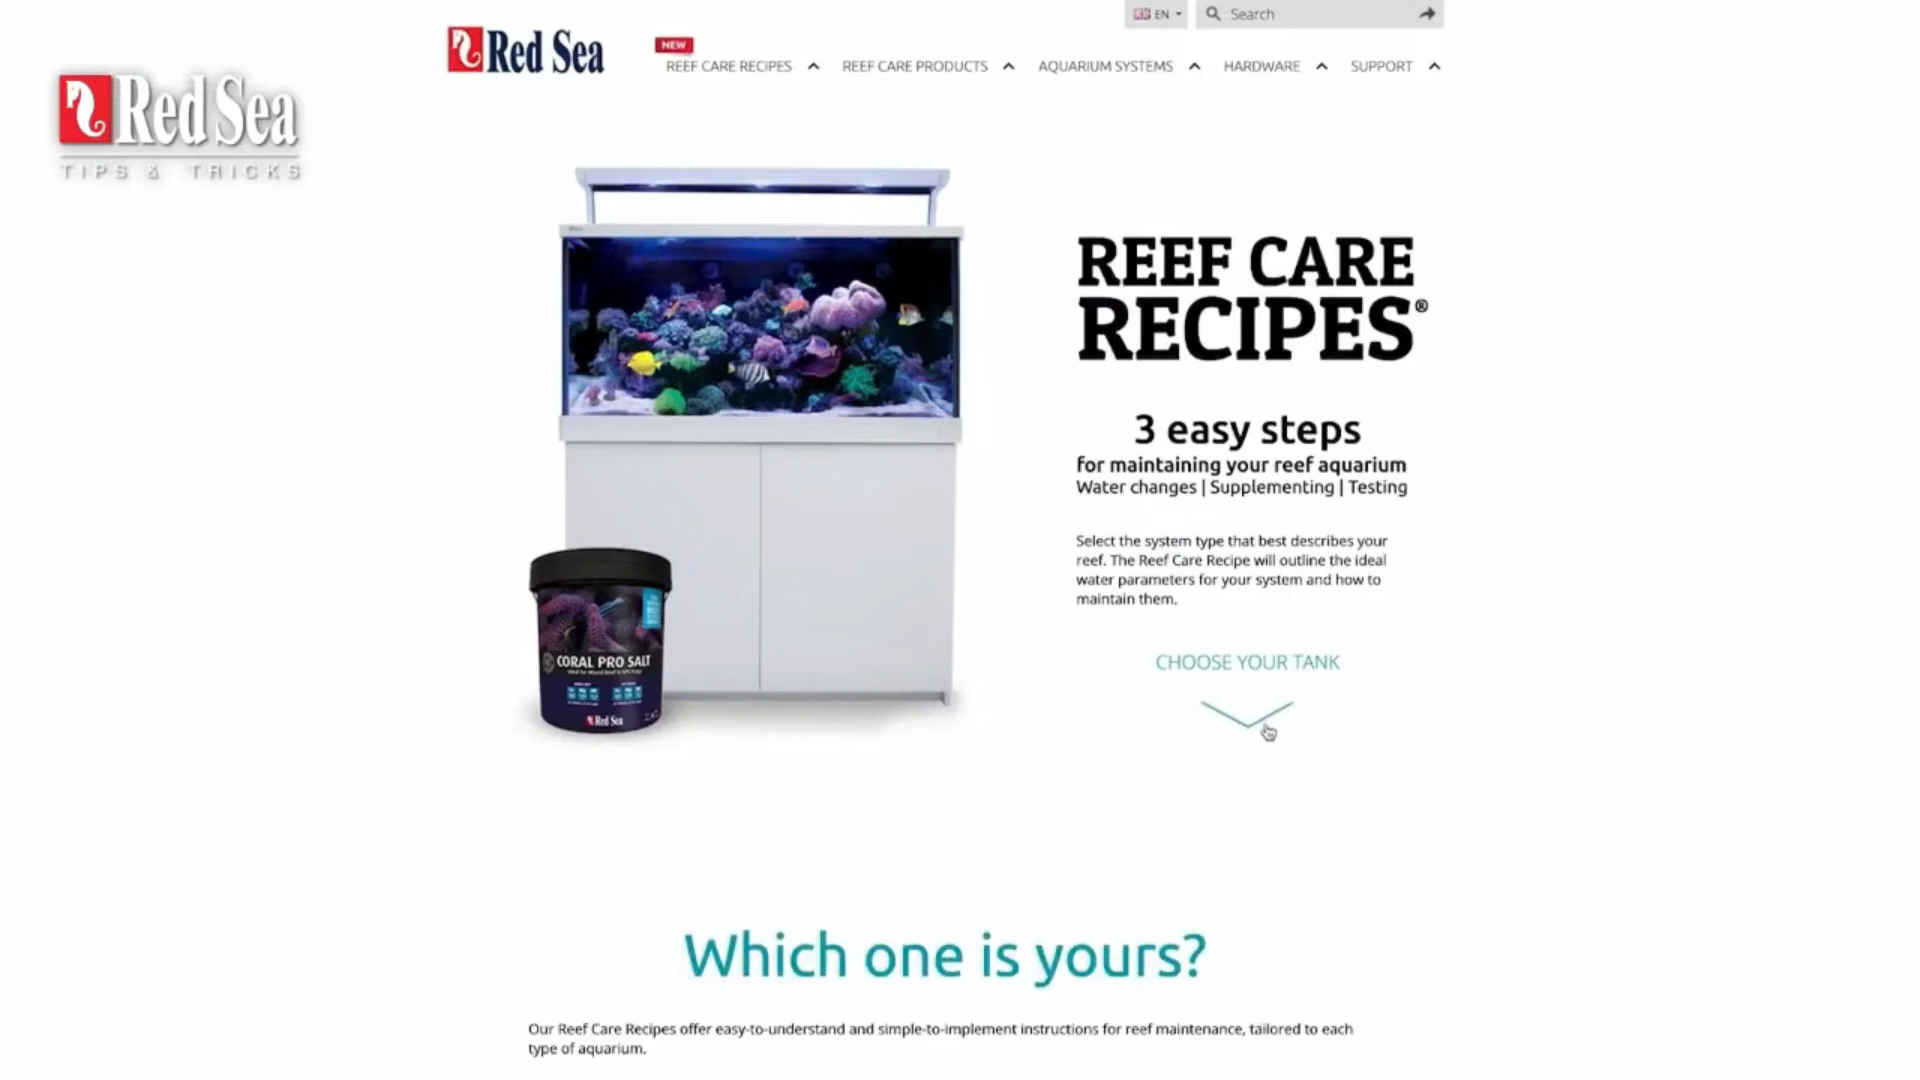 EN
Search
Red Sea
NEW
REEF CARE RECIPES
REEF CARE PRODUCTS
AQUARIUM SYSTEMS
HARDWARE
SUPPORT
Red Sea
TIPS & TRICKS
REEF CARE
RECIPES®
3 easy steps
for maintaining your reef aquarium
Water changes | Supplementing | Testing
Select the system type that best describes your
reef. The Reef Care Recipe will outline the ideal
water parameters for your system and how to
maintain them.
CHOOSE YOUR TANK
CORAL PRO SALT
Red Sea
Which one is yours?
Our Reef Care Recipes offer easy-to-understand and simple-to-implement instructions for reef maintenance, tailored to each
type of aquarium.